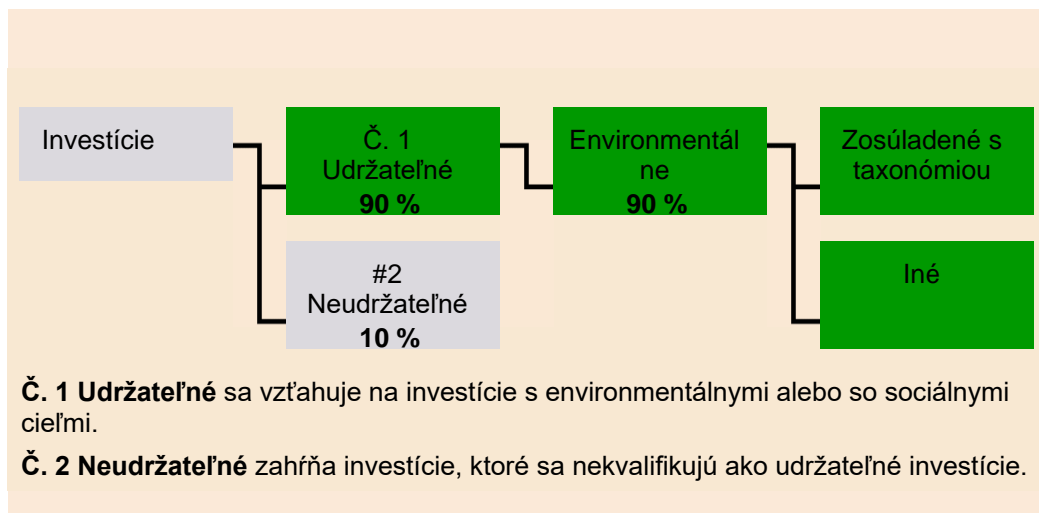 Investície
Č. 1
Udržateľné
90 %
Environmentál
ne
90 %
Zosúladené s
taxonómiou
#2
Neudržateľné
10 %
Iné
Č. 1 Udržateľné sa vzťahuje na investície s environmentálnymi alebo so sociálnymi
cieľmi.
Č. 2 Neudržateľné zahŕňa investície, ktoré sa nekvalifikujú ako udržateľné investície.